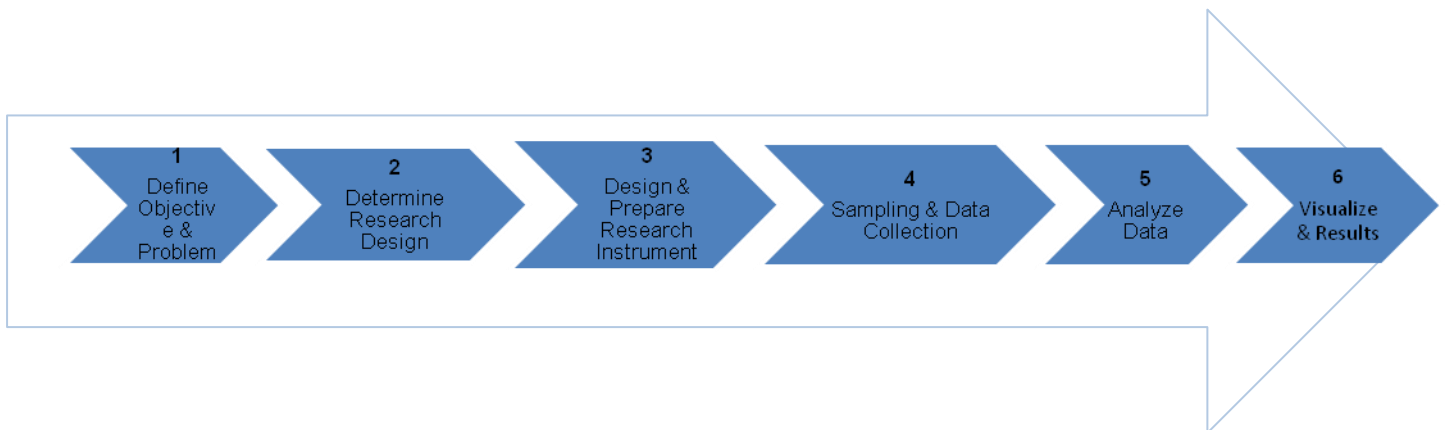 1
Define
Objectiv
e &
Problem
2
Determine
Research
Design
3
Design &
Prepare
Research
Instrument
4
Sampling & Data
Collection
5
Analyze
Data
6
Visualize
& Results